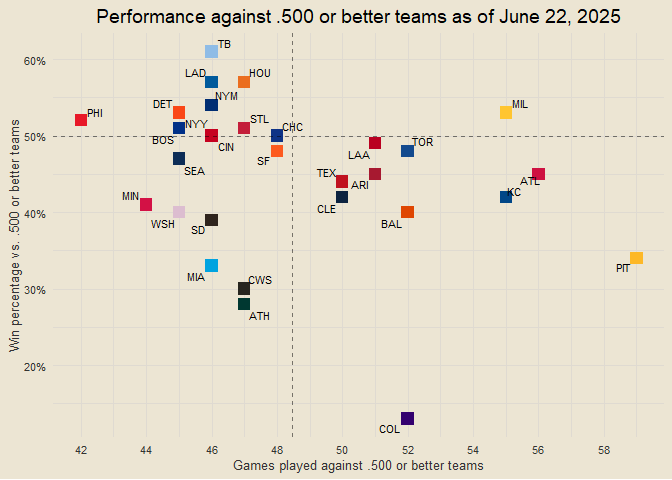 Performance against .500 or better teams as of June 22, 2025
Win percentage vs. .500 or better teams
60%
50%
40%
30%
20%
TB
LAD
HOU
NYM
PHI
DET
MIL
NYY
STL
CHC
BOS
CIN
SF
LAA
TOR
SEA
TEX
ARI
ATL
MIN
CLE
KC
WSH
SD
BAL
MIA
CWS
PIT
ATH
COL
42 44 46 48 50 52 54 56 58
Games played against .500 or better teams